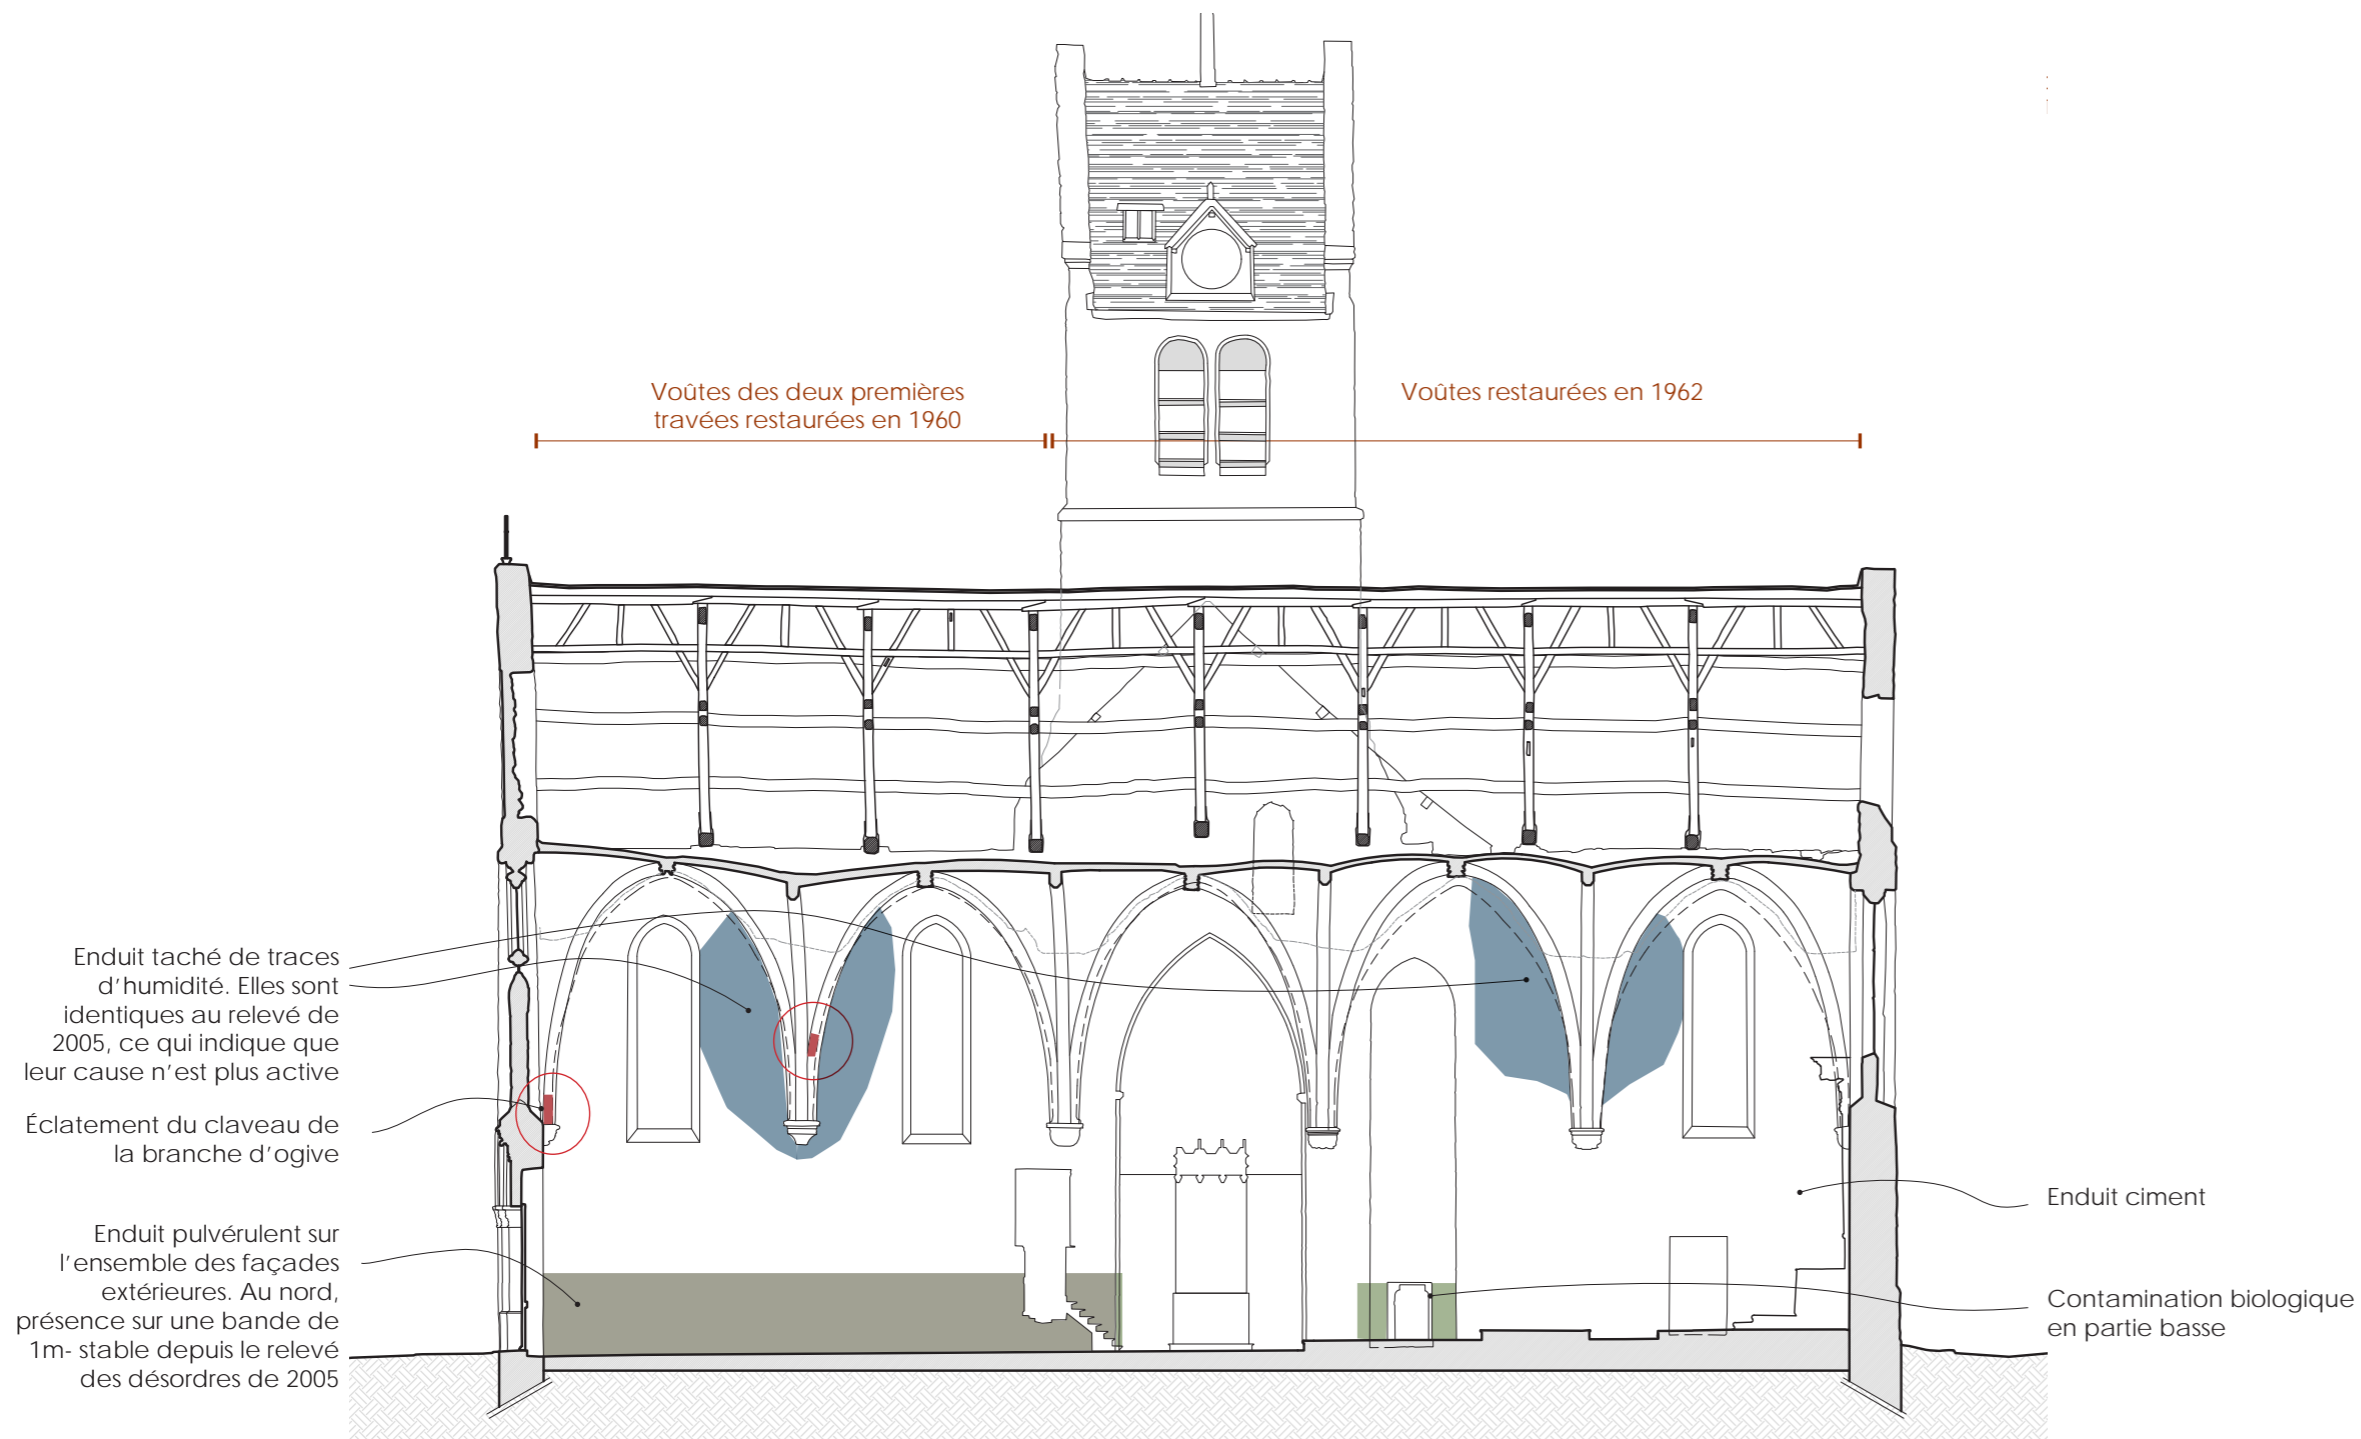 Voûtes des deux premières
travées restaurées en 1960
Voûtes restaurées en 1962
Enduit taché de traces
d'humidité. Elles sont
identiques au relevé de
2005, ce qui indique que
leur cause n'est plus active
Éclatement du claveau de
la branche d'ogive
Enduit pulvérulent sur
l'ensemble des façades
extérieures. Au nord,
présence sur une bande de
1m- stable depuis le relevé
des désordres de 2005
Enduit ciment
Contamination biologique
en partie basse